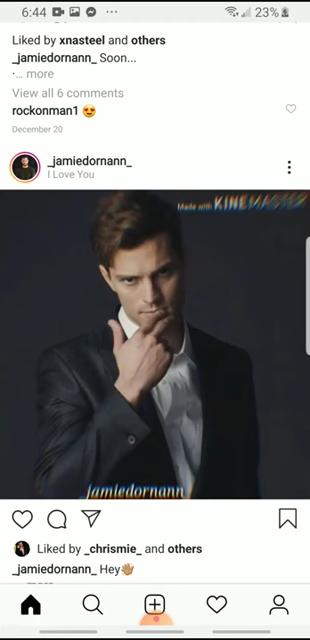 6:44 23%
Liked by xnasteel and others
_jamiedornann_ Soon...
·... more
View all 6 comments
rockonman1 😍
December 20
_jamiedornann_
I Love You
Made with KINEMASTER
jamiedornann
Liked by _chrismie_ and others
_jamiedornann_ Hey👋🏽